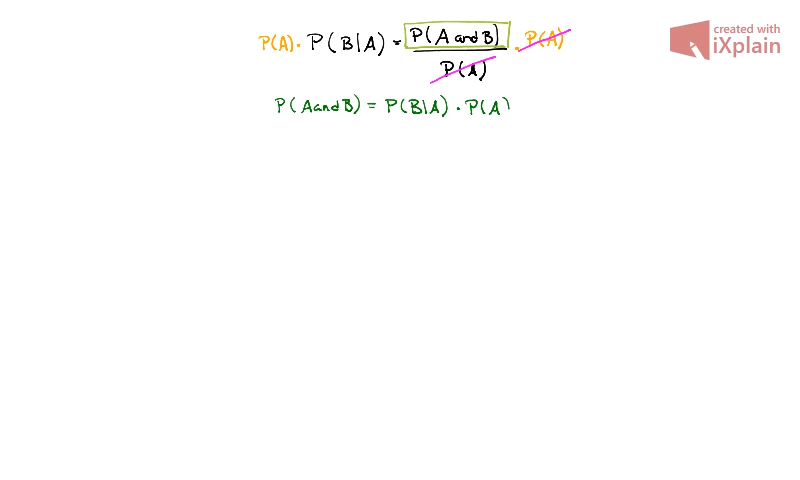 P(A) · P(B|A) = P(A and B) / P(A) · P(A)
P(A and B) = P(B|A) · P(A)
created with
iXplain